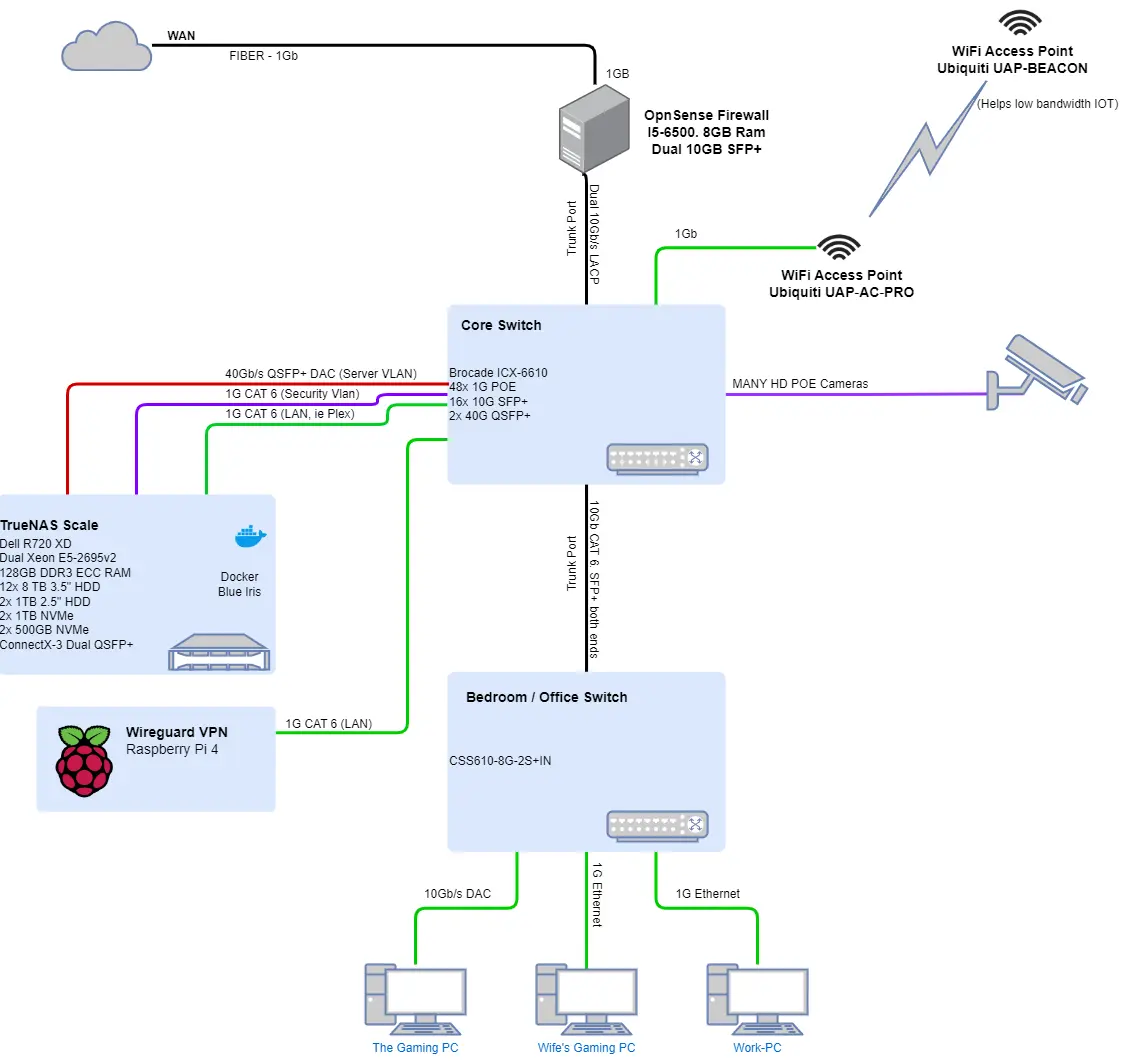 WAN
FIBER - 1Gb
1GB
OpnSense Firewall
I5-6500. 8GB Ram
Dual 10GB SFP+
WiFi Access Point
Ubiquiti UAP-BEACON
(Helps low bandwidth IOT)
Trunk Port
Dual 10Gb/s LACP
1Gb
WiFi Access Point
Ubiquiti UAP-AC-PRO
Core Switch
Brocade ICX-6610
48x 1G POE
16x 10G SFP+
2x 40G QSFP+
40Gb/s QSFP+ DAC (Server VLAN)
1G CAT 6 (Security Vlan)
1G CAT 6 (LAN, ie Plex)
MANY HD POE Cameras
TrueNAS Scale
Dell R720 XD
Dual Xeon E5-2695v2
128GB DDR3 ECC RAM
12x 8 TB 3.5" HDD
2x 1TB 2.5" HDD
2x 1TB NVMe
2x 500GB NVMe
ConnectX-3 Dual QSFP+
Docker
Blue Iris
Trunk Port
10Gb CAT 6. SFP+ both ends
Wireguard VPN
Raspberry Pi 4
1G CAT 6 (LAN)
Bedroom / Office Switch
CSS610-8G-2S+IN
10Gb/s DAC
1G Ethernet
1G Ethernet
The Gaming PC
Wife's Gaming PC
Work-PC